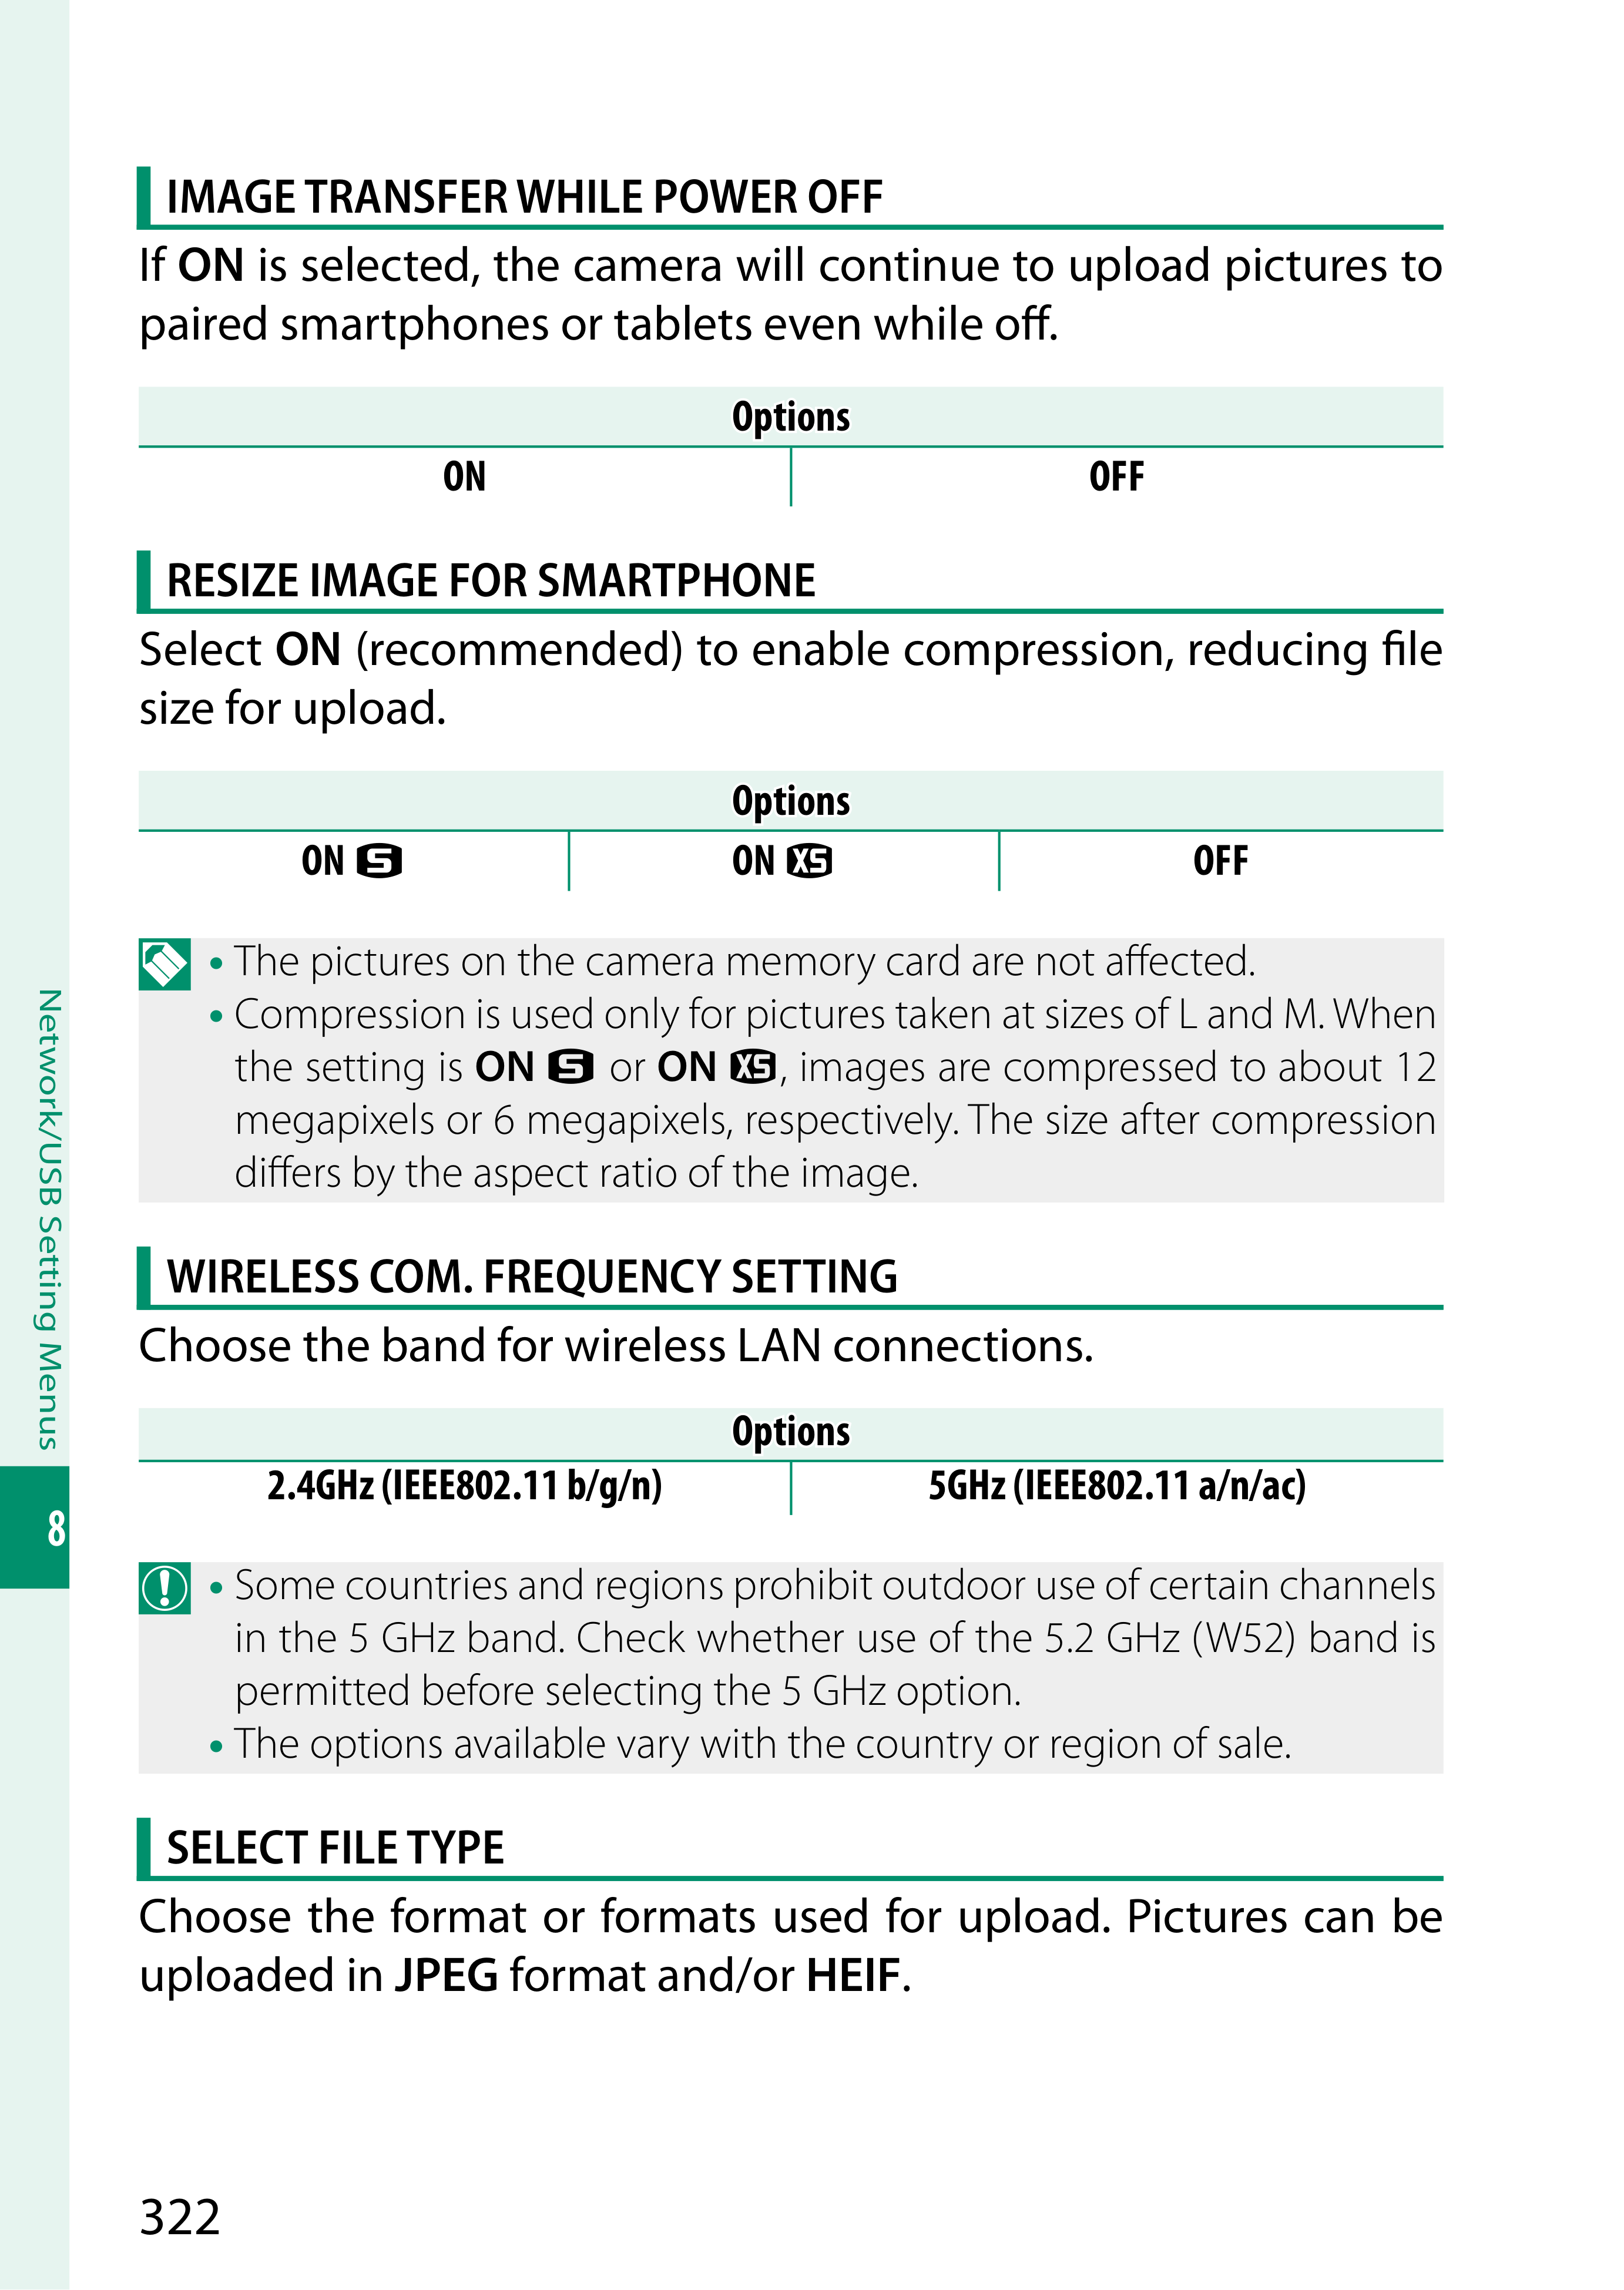 IMAGE TRANSFER WHILE POWER OFF
If ON is selected, the camera will continue to upload pictures to
paired smartphones or tablets even while off.
Options
ON OFF
RESIZE IMAGE FOR SMARTPHONE
Select ON (recommended) to enable compression, reducing file
size for upload.
Options
ON S ON XS OFF
• The pictures on the camera memory card are not affected.
• Compression is used only for pictures taken at sizes of L and M. When
the setting is ON S or ON XS, images are compressed to about 12
megapixels or 6 megapixels, respectively. The size after compression
differs by the aspect ratio of the image.
WIRELESS COM. FREQUENCY SETTING
Choose the band for wireless LAN connections.
Options
2.4GHz (IEEE802.11 b/g/n) 5GHz (IEEE802.11 a/n/ac)
• Some countries and regions prohibit outdoor use of certain channels
in the 5 GHz band. Check whether use of the 5.2 GHz (W52) band is
permitted before selecting the 5 GHz option.
• The options available vary with the country or region of sale.
SELECT FILE TYPE
Choose the format or formats used for upload. Pictures can be
uploaded in JPEG format and/or HEIF.
Network/USB Setting Menus
8
322